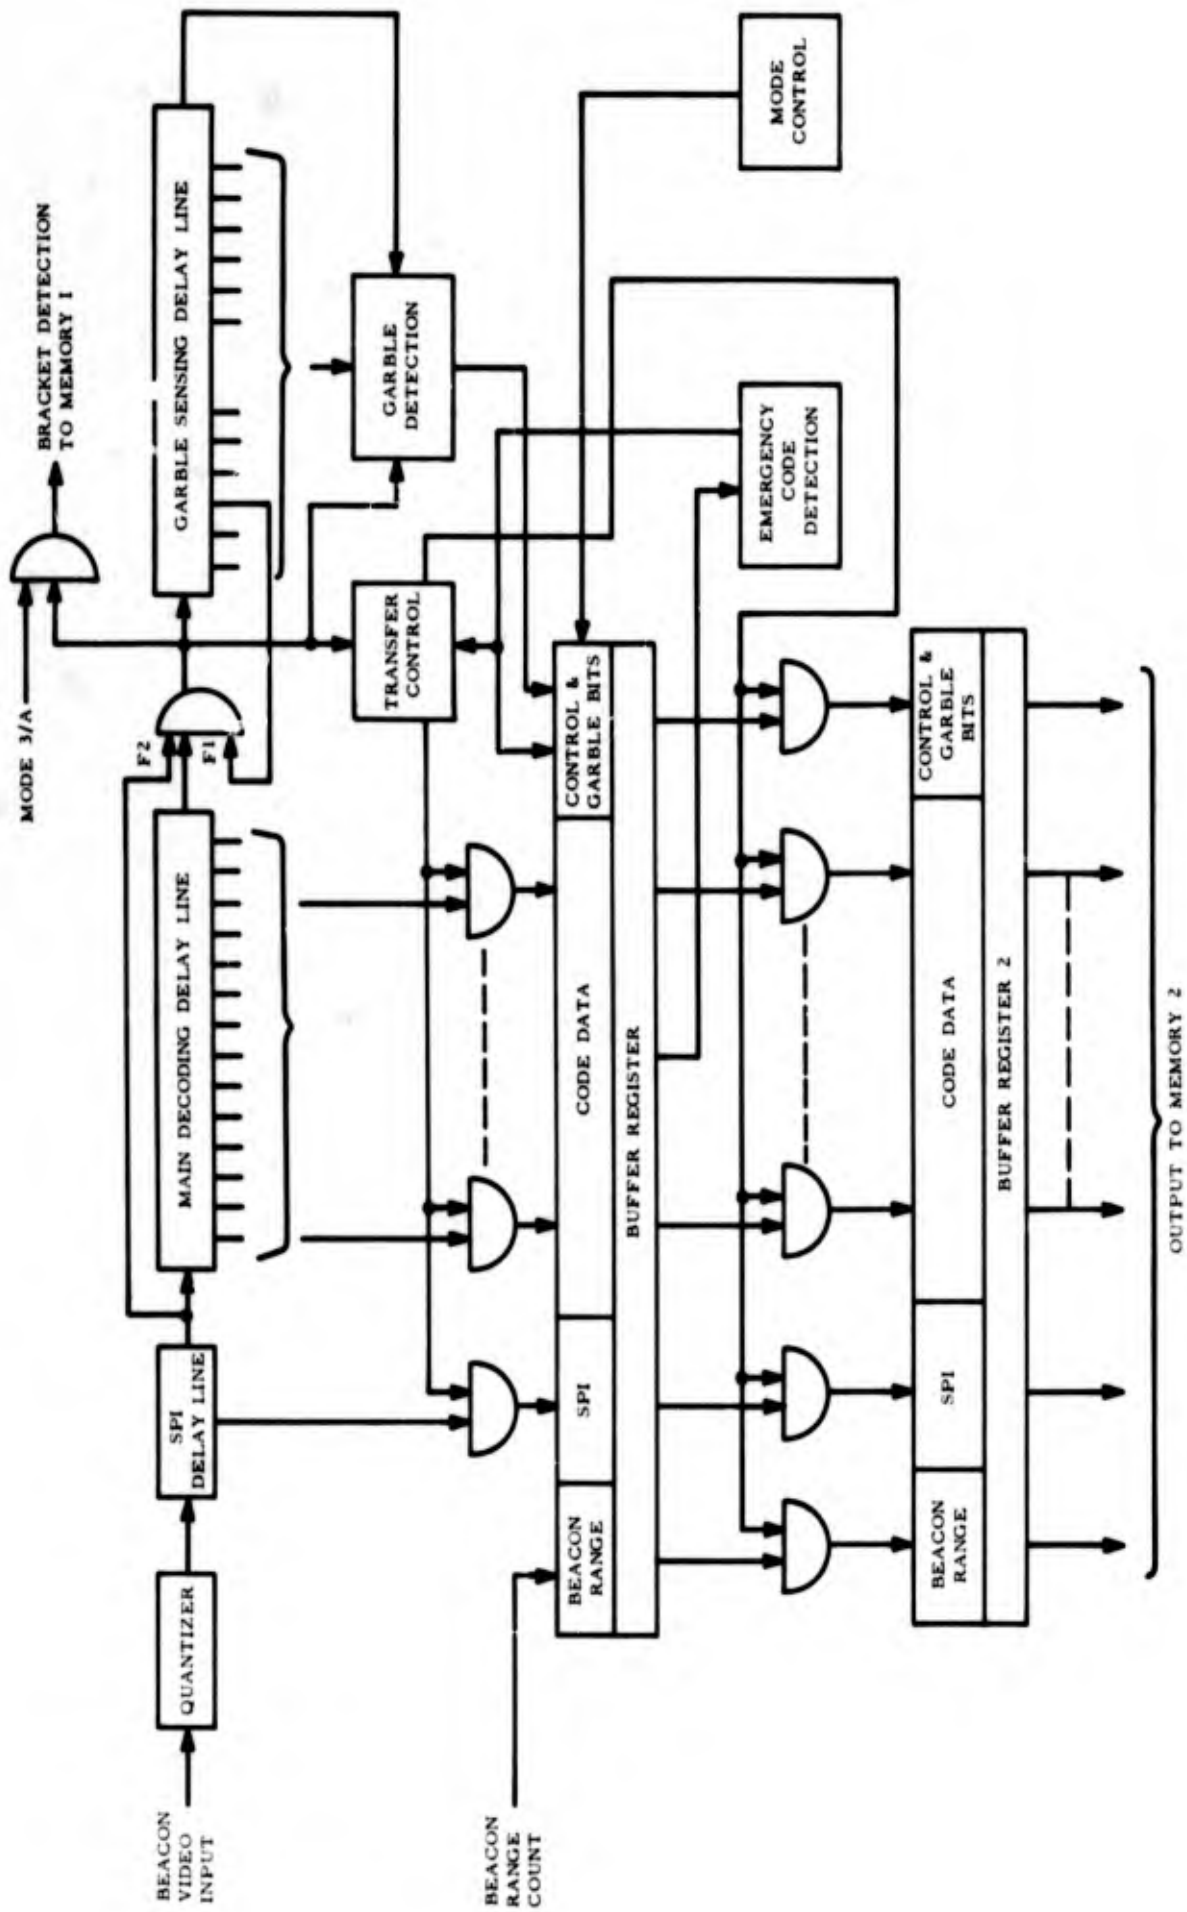 BEACON
VIDEO
INPUT
QUANTIZER
SPI
DELAY LINE
MAIN DECODING DELAY LINE
F2
F1
MODE 3/A
BRACKET DETECTION
TO MEMORY 1
GARBLE SENSING DELAY LINE
TRANSFER
CONTROL
GARBLE
DETECTION
BEACON
RANGE
COUNT
BEACON
RANGE
SPI
CODE DATA
CONTROL &
GARBLE BITS
BUFFER REGISTER
EMERGENCY
CODE
DETECTION
MODE
CONTROL
BEACON
RANGE
SPI
CODE DATA
CONTROL &
GARBLE
BITS
BUFFER REGISTER 2
OUTPUT TO MEMORY 2